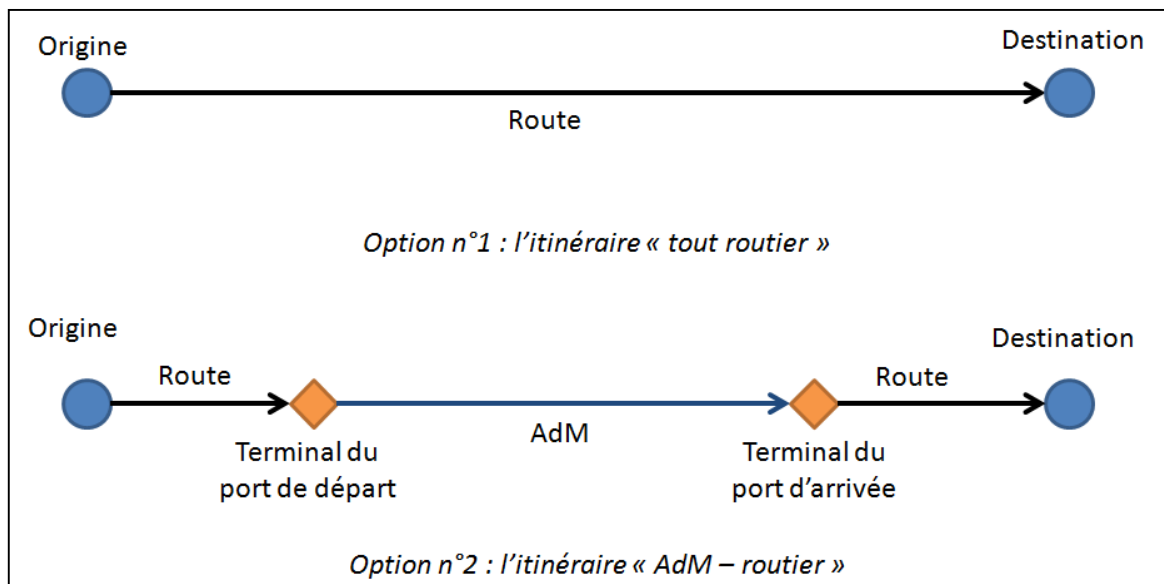 Origine
Destination
Route
Option n°1 : l’itinéraire « tout routier »
Origine
Destination
Route
Route
AdM
Terminal du
port de départ
Terminal du
port d’arrivée
Option n°2 : l’itinéraire « AdM – routier »